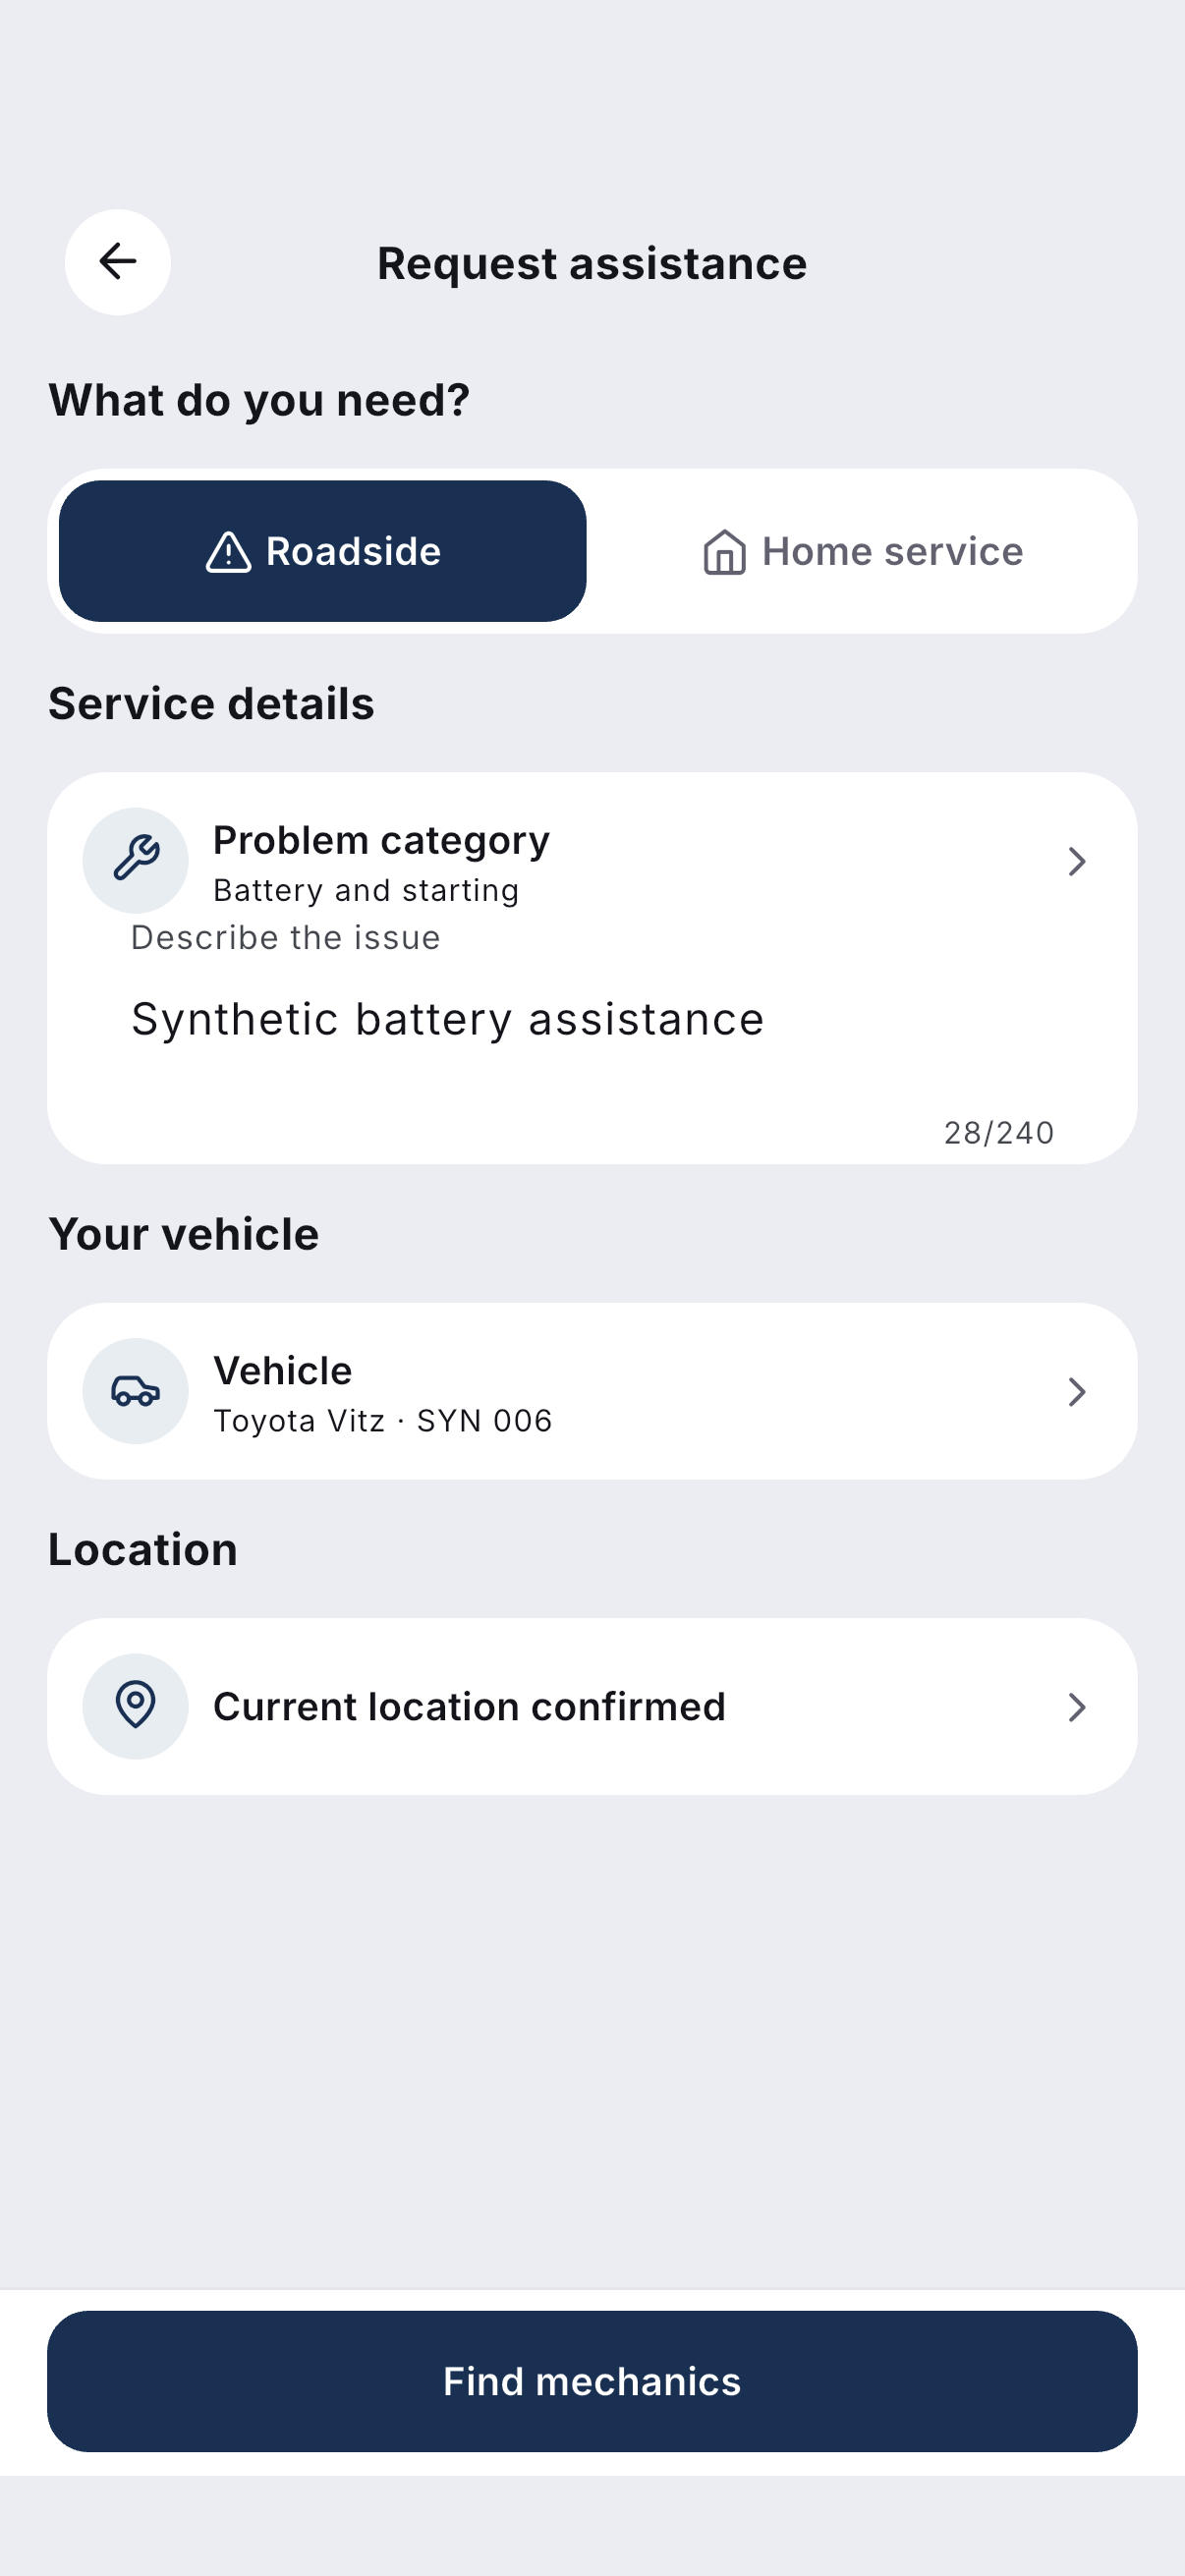 Request assistance
What do you need?
Roadside
Home service
Service details
Problem category
Battery and starting
Describe the issue
Synthetic battery assistance
28/240
Your vehicle
Vehicle
Toyota Vitz · SYN 006
Location
Current location confirmed
Find mechanics